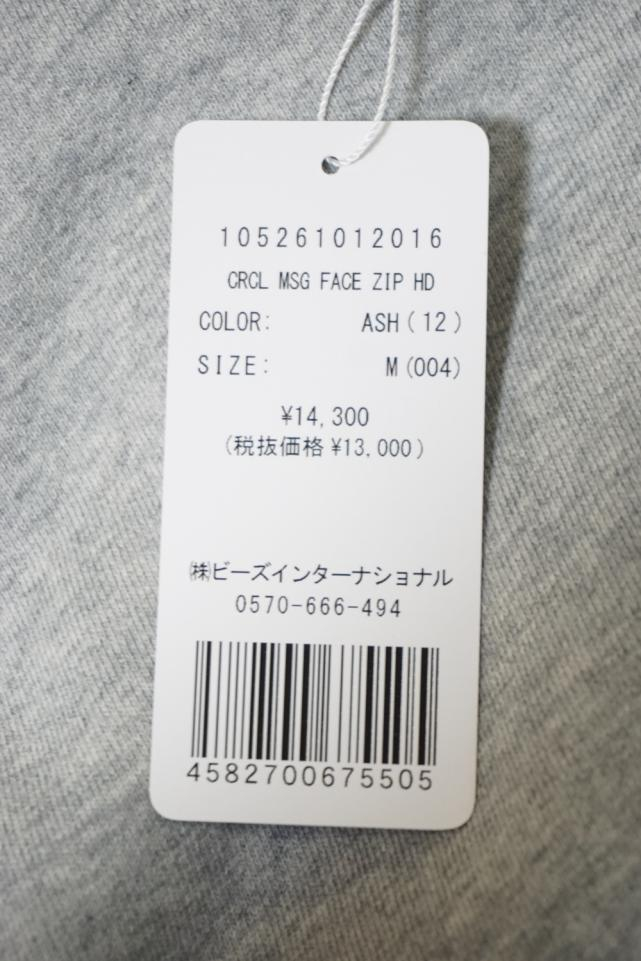 105261012016
CRCL MSG FACE ZIP HD
COLOR: ASH(12)
SIZE: M(004)
¥14,300
(税抜価格 ¥13,000)
㈱ビーズインターナショナル
0570-666-494
4582700675505